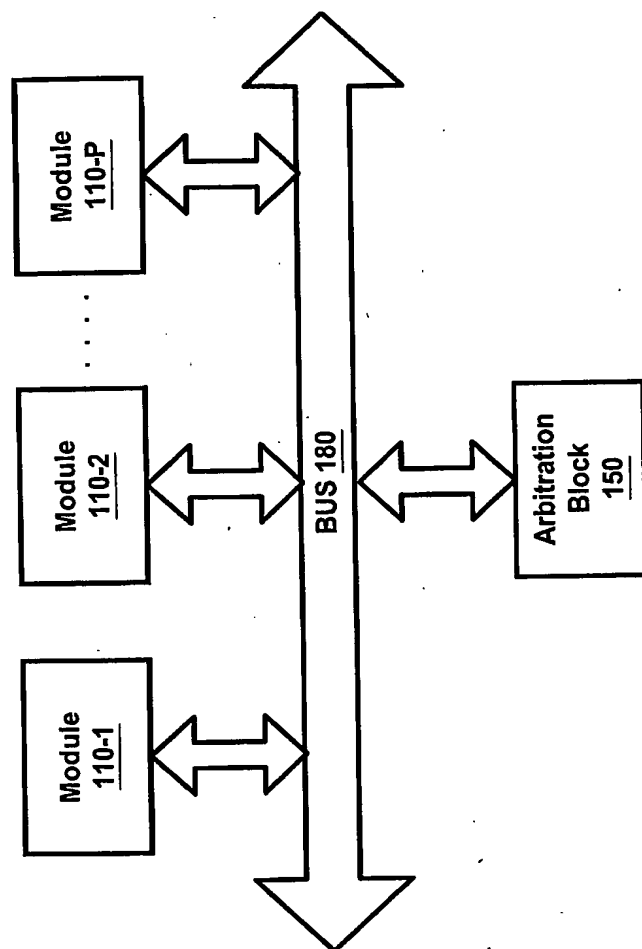 Module
110-1
Module
110-2
. . . .
Module
110-P
BUS 180
Arbitration
Block
150